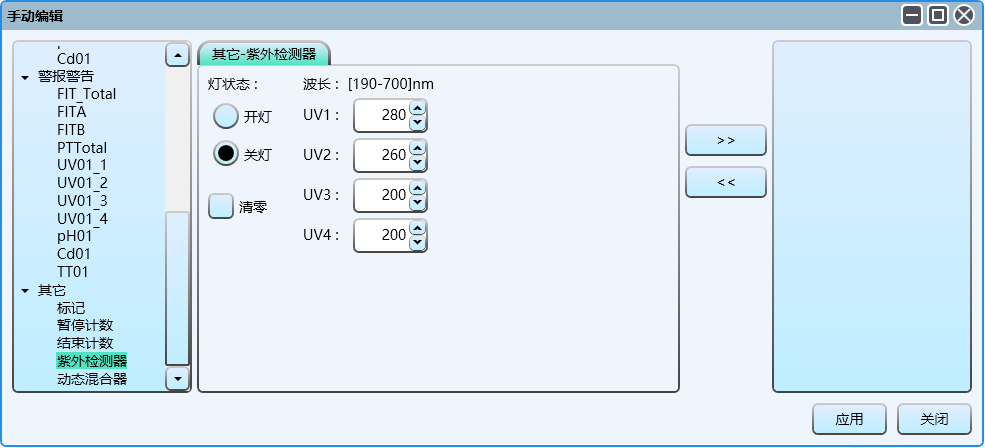 手动编辑
Cd01
警报警告
FIT_Total
FITA
FITB
PTTotal
UV01_1
UV01_2
UV01_3
UV01_4
pH01
Cd01
TT01
其它
标记
暂停计数
结束计数
紫外检测器
动态混合器
其它-紫外检测器
灯状态：
开灯
关灯
清零
波长：[190-700]nm
UV1： 280
UV2： 260
UV3： 200
UV4： 200
>>
<<
应用 关闭